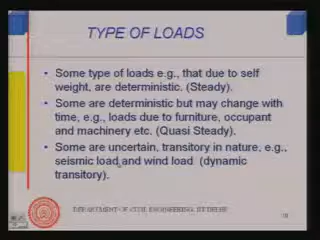 TYPE OF LOADS
• Some type of loads e.g., that due to self
weight, are deterministic. (Steady).
• Some are deterministic but may change with
time, e.g., loads due to furniture, occupant
and machinery etc. (Quasi Steady).
• Some are uncertain, transitory in nature, e.g.,
seismic load and wind load (dynamic
transitory).
DEPARTMENT OF CIVIL ENGINEERING, IIT DELHI